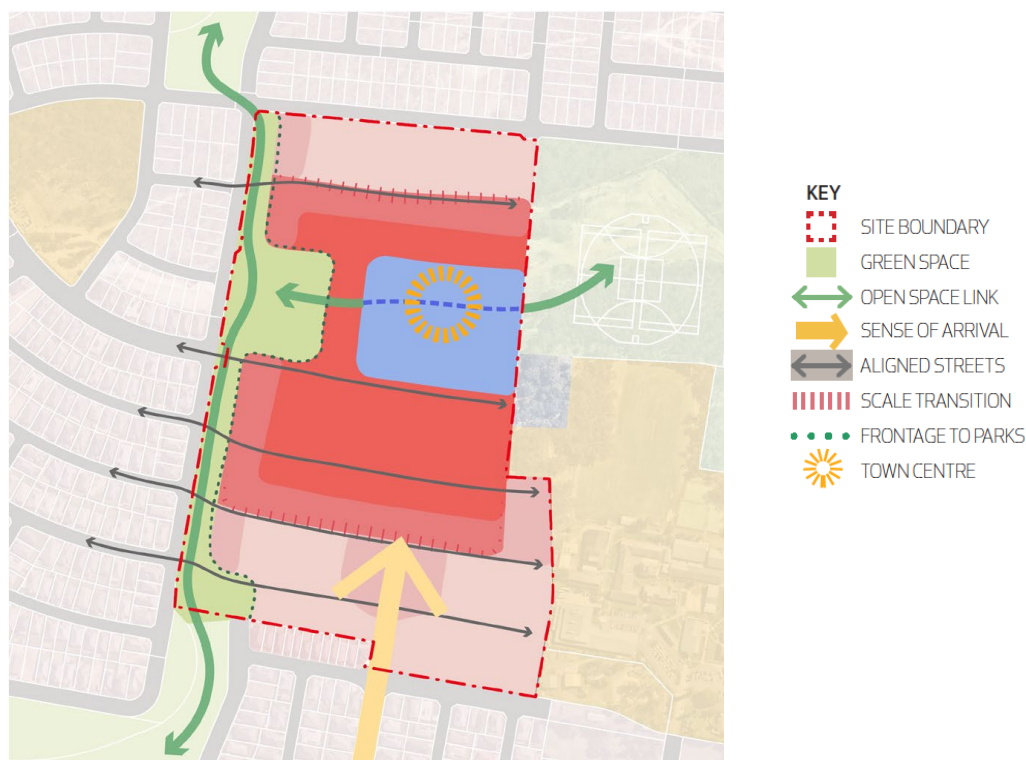 KEY
SITE BOUNDARY
GREEN SPACE
OPEN SPACE LINK
SENSE OF ARRIVAL
ALIGNED STREETS
SCALE TRANSITION
FRONTAGE TO PARKS
TOWN CENTRE